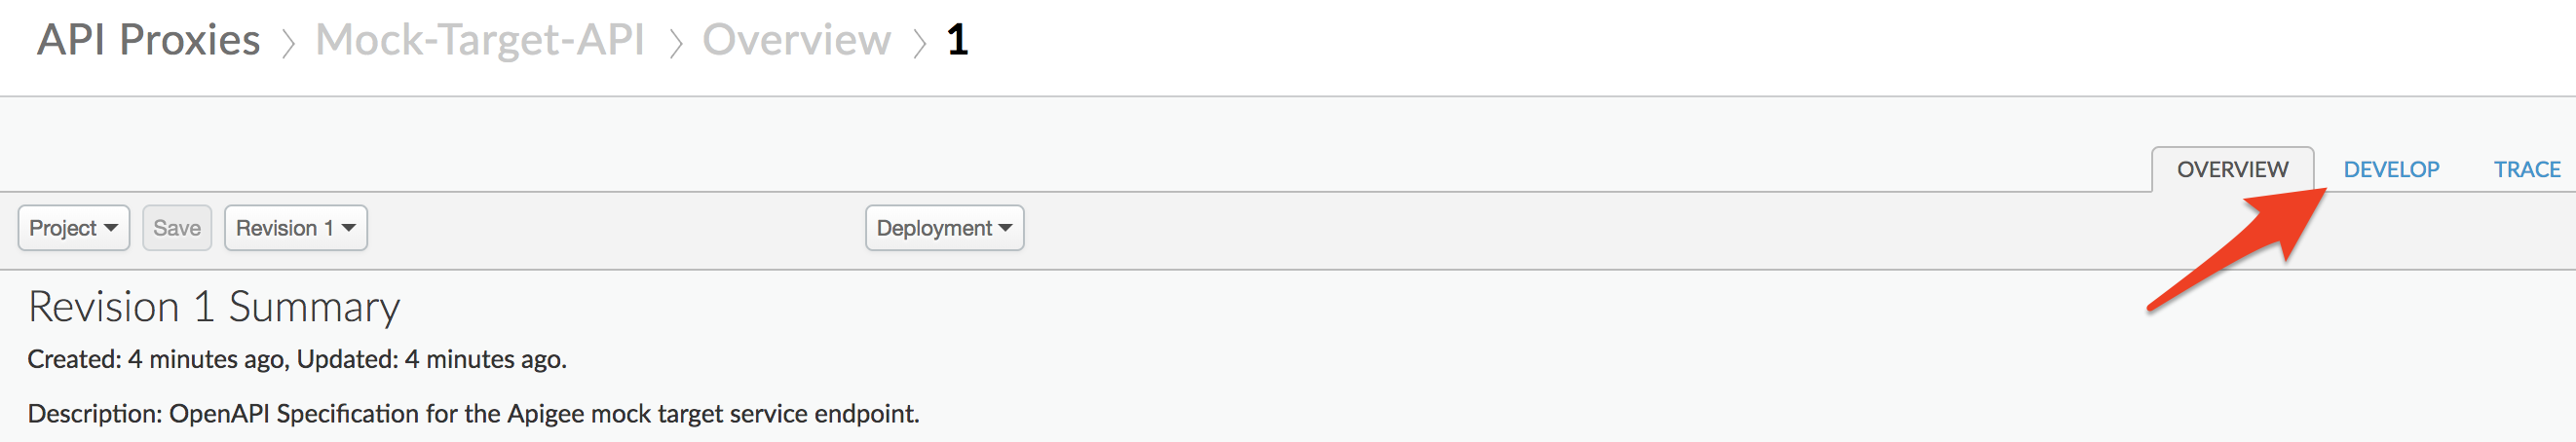 API Proxies > Mock-Target-API > Overview > 1
OVERVIEW DEVELOP TRACE
Project Save Revision 1 Deployment
Revision 1 Summary
Created: 4 minutes ago, Updated: 4 minutes ago.
Description: OpenAPI Specification for the Apigee mock target service endpoint.